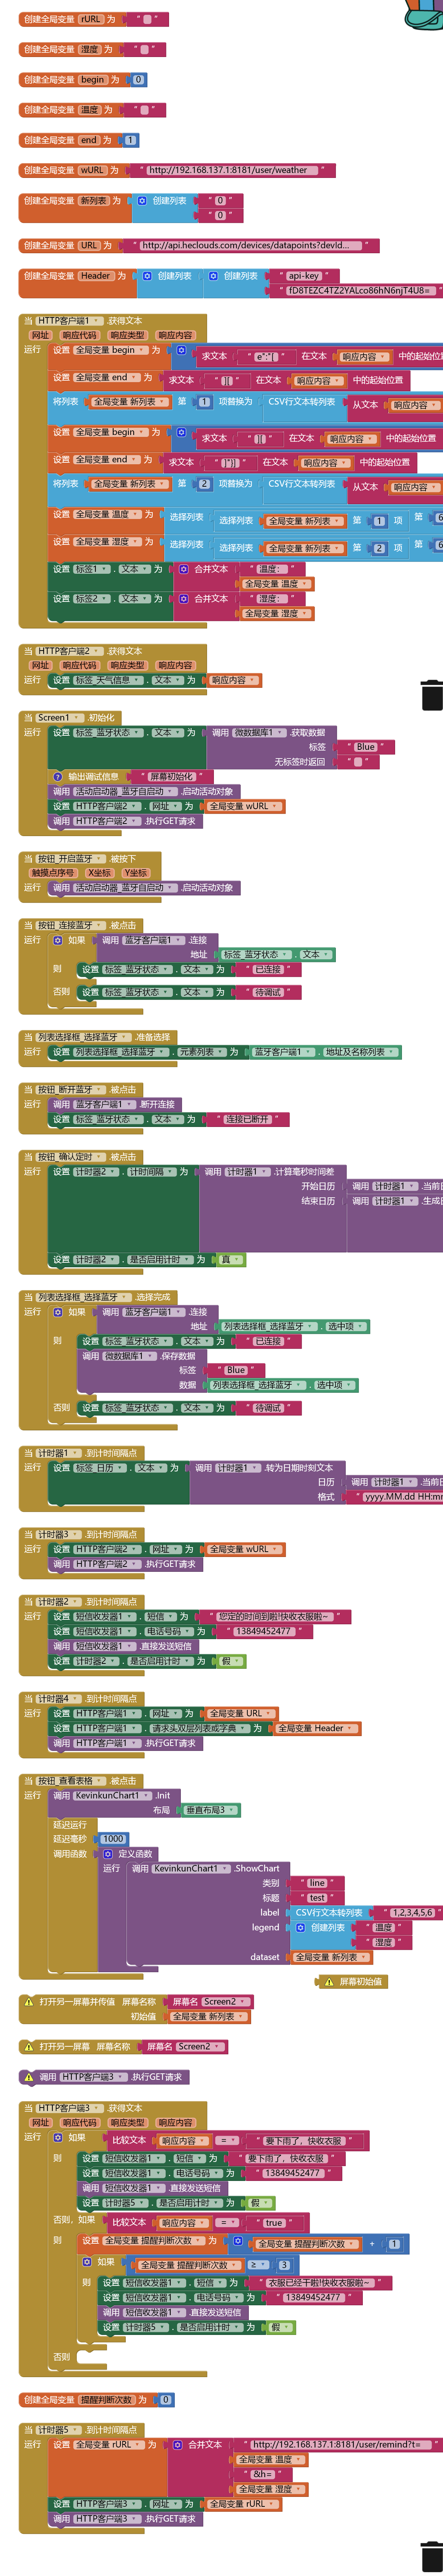 创建全局变量 rURL 为 " "
创建全局变量 湿度 为 " "
创建全局变量 begin 为 0
创建全局变量 温度 为 " "
创建全局变量 end 为 1
创建全局变量 wURL 为 " http://192.168.137.1:8181/user/weather "
创建全局变量 新列表 为 创建列表 " 0 "
" 0 "
创建全局变量 URL 为 " http://api.heclouds.com/devices/datapoints?devId... "
创建全局变量 Header 为 创建列表 创建列表 " api-key "
" fD8TEZC4TZ2YALco86hN6njT4U8= "
当 HTTP客户端1 .获得文本
网址 响应代码 响应类型 响应内容
运行 设置 全局变量 begin 为 求文本 " e":"[ " 在文本 响应内容 中的起始位置
设置 全局变量 end 为 求文本 在文本 响应内容 中的起始位置
将列表 全局变量 新列表 第 1 项替换为 CSV行文本转列表 从文本 响应内容
设置 全局变量 begin 为 求文本 在文本 响应内容 中的起始位置
设置 全局变量 end 为 求文本 在文本 响应内容 中的起始位置
将列表 全局变量 新列表 第 2 项替换为 CSV行文本转列表 从文本 响应内容
设置 全局变量 温度 为 选择列表 选择列表 全局变量 新列表 第 1 项 第 6
设置 全局变量 湿度 为 选择列表 选择列表 全局变量 新列表 第 2 项 第 6
设置 标签1 . 文本 为 合并文本 " 温度: "
全局变量 温度
设置 标签2 . 文本 为 合并文本 " 湿度: "
全局变量 湿度
当 HTTP客户端2 .获得文本
网址 响应代码 响应类型 响应内容
运行 设置 标签_天气信息 . 文本 为 响应内容
当 Screen1 .初始化
运行 设置 标签_蓝牙状态 . 文本 为 调用 微数据库1 .获取数据
标签 " Blue "
无标签时返回 " "
输出调试信息 " 屏幕初始化 "
调用 活动启动器_蓝牙自启动 .启动活动对象
设置 HTTP客户端2 . 网址 为 全局变量 wURL
调用 HTTP客户端2 .执行GET请求
当 按钮_开启蓝牙 .被按下
触摸点序号 X坐标 Y坐标
运行 调用 活动启动器_蓝牙自启动 .启动活动对象
当 按钮_连接蓝牙 .被点击
运行 如果 调用 蓝牙客户端1 .连接
地址 标签_蓝牙状态 . 文本
则 设置 标签_蓝牙状态 . 文本 为 " 已连接 "
否则 设置 标签_蓝牙状态 . 文本 为 " 待调试 "
当 列表选择框_选择蓝牙 .准备选择
运行 设置 列表选择框_选择蓝牙 . 元素列表 为 蓝牙客户端1 . 地址及名称列表
当 按钮_断开蓝牙 .被点击
运行 调用 蓝牙客户端1 .断开连接
设置 标签_蓝牙状态 . 文本 为 " 连接已断开 "
当 按钮_确认定时 .被点击
运行 设置 计时器2 . 计时间隔 为 调用 计时器1 .计算毫秒时间差
开始日历 调用 计时器1 .当前
结束日历 调用 计时器1 .生成
设置 计时器2 . 是否启用计时 为 真
当 列表选择框_选择蓝牙 .选择完成
运行 如果 调用 蓝牙客户端1 .连接
地址 列表选择框_选择蓝牙 . 选中项
则 设置 标签_蓝牙状态 . 文本 为 " 已连接 "
调用 微数据库1 .保存数据
标签 " Blue "
数据 列表选择框_选择蓝牙 . 选中项
否则 设置 标签_蓝牙状态 . 文本 为 " 待调试 "
当 计时器1 .到计时间隔点
运行 设置 标签_日历 . 文本 为 调用 计时器1 .转为日期时刻文本
日历 调用 计时器1 .当前
格式 " yyyy.MM.dd HH:mm
当 计时器3 .到计时间隔点
运行 设置 HTTP客户端2 . 网址 为 全局变量 wURL
调用 HTTP客户端2 .执行GET请求
当 计时器2 .到计时间隔点
运行 设置 短信收发器1 . 短信 为 " 您定的时间到啦!快收衣服啦~ "
设置 短信收发器1 . 电话号码 为 " 13849452477 "
调用 短信收发器1 .直接发送短信
设置 计时器2 . 是否启用计时 为 假
当 计时器4 .到计时间隔点
运行 设置 HTTP客户端1 . 网址 为 全局变量 URL
设置 HTTP客户端1 . 请求头双层列表或字典 为 全局变量 Header
调用 HTTP客户端1 .执行GET请求
当 按钮_查看表格 .被点击
运行 调用 KevinkunChart1 .Init
布局 垂直布局3
延迟运行
延迟毫秒 1000
调用函数 定义函数
运行 调用 KevinkunChart1 .ShowChart
类别 " line "
标题 " test "
label CSV行文本转列表 " 1,2,3,4,5,6 "
legend 创建列表 " 温度 "
" 湿度 "
dataset 全局变量 新列表
屏幕初始值
打开另一屏幕并传值 屏幕名称 屏幕名 Screen2
初始值 全局变量 新列表
打开另一屏幕 屏幕名称 屏幕名 Screen2
调用 HTTP客户端3 .执行GET请求
当 HTTP客户端3 .获得文本
网址 响应代码 响应类型 响应内容
运行 如果 比较文本 响应内容 = " 要下雨了，快收衣服 "
则 设置 短信收发器1 . 短信 为 " 要下雨了，快收衣服 "
设置 短信收发器1 . 电话号码 为 " 13849452477 "
调用 短信收发器1 .直接发送短信
设置 计时器5 . 是否启用计时 为 假
否则，如果 比较文本 响应内容 = " true "
则 设置 全局变量 提醒判断次数 为 全局变量 提醒判断次数 + 1
如果 全局变量 提醒判断次数 ≥ 3
则 设置 短信收发器1 . 短信 为 " 衣服已经干啦!快收衣服啦~ "
设置 短信收发器1 . 电话号码 为 " 13849452477 "
调用 短信收发器1 .直接发送短信
设置 计时器5 . 是否启用计时 为 假
否则
创建全局变量 提醒判断次数 为 0
当 计时器5 .到计时间隔点
运行 设置 全局变量 rURL 为 合并文本 " http://192.168.137.1:8181/user/remind?t= "
全局变量 温度
" &h= "
全局变量 湿度
设置 HTTP客户端3 . 网址 为 全局变量 rURL
调用 HTTP客户端3 .执行GET请求